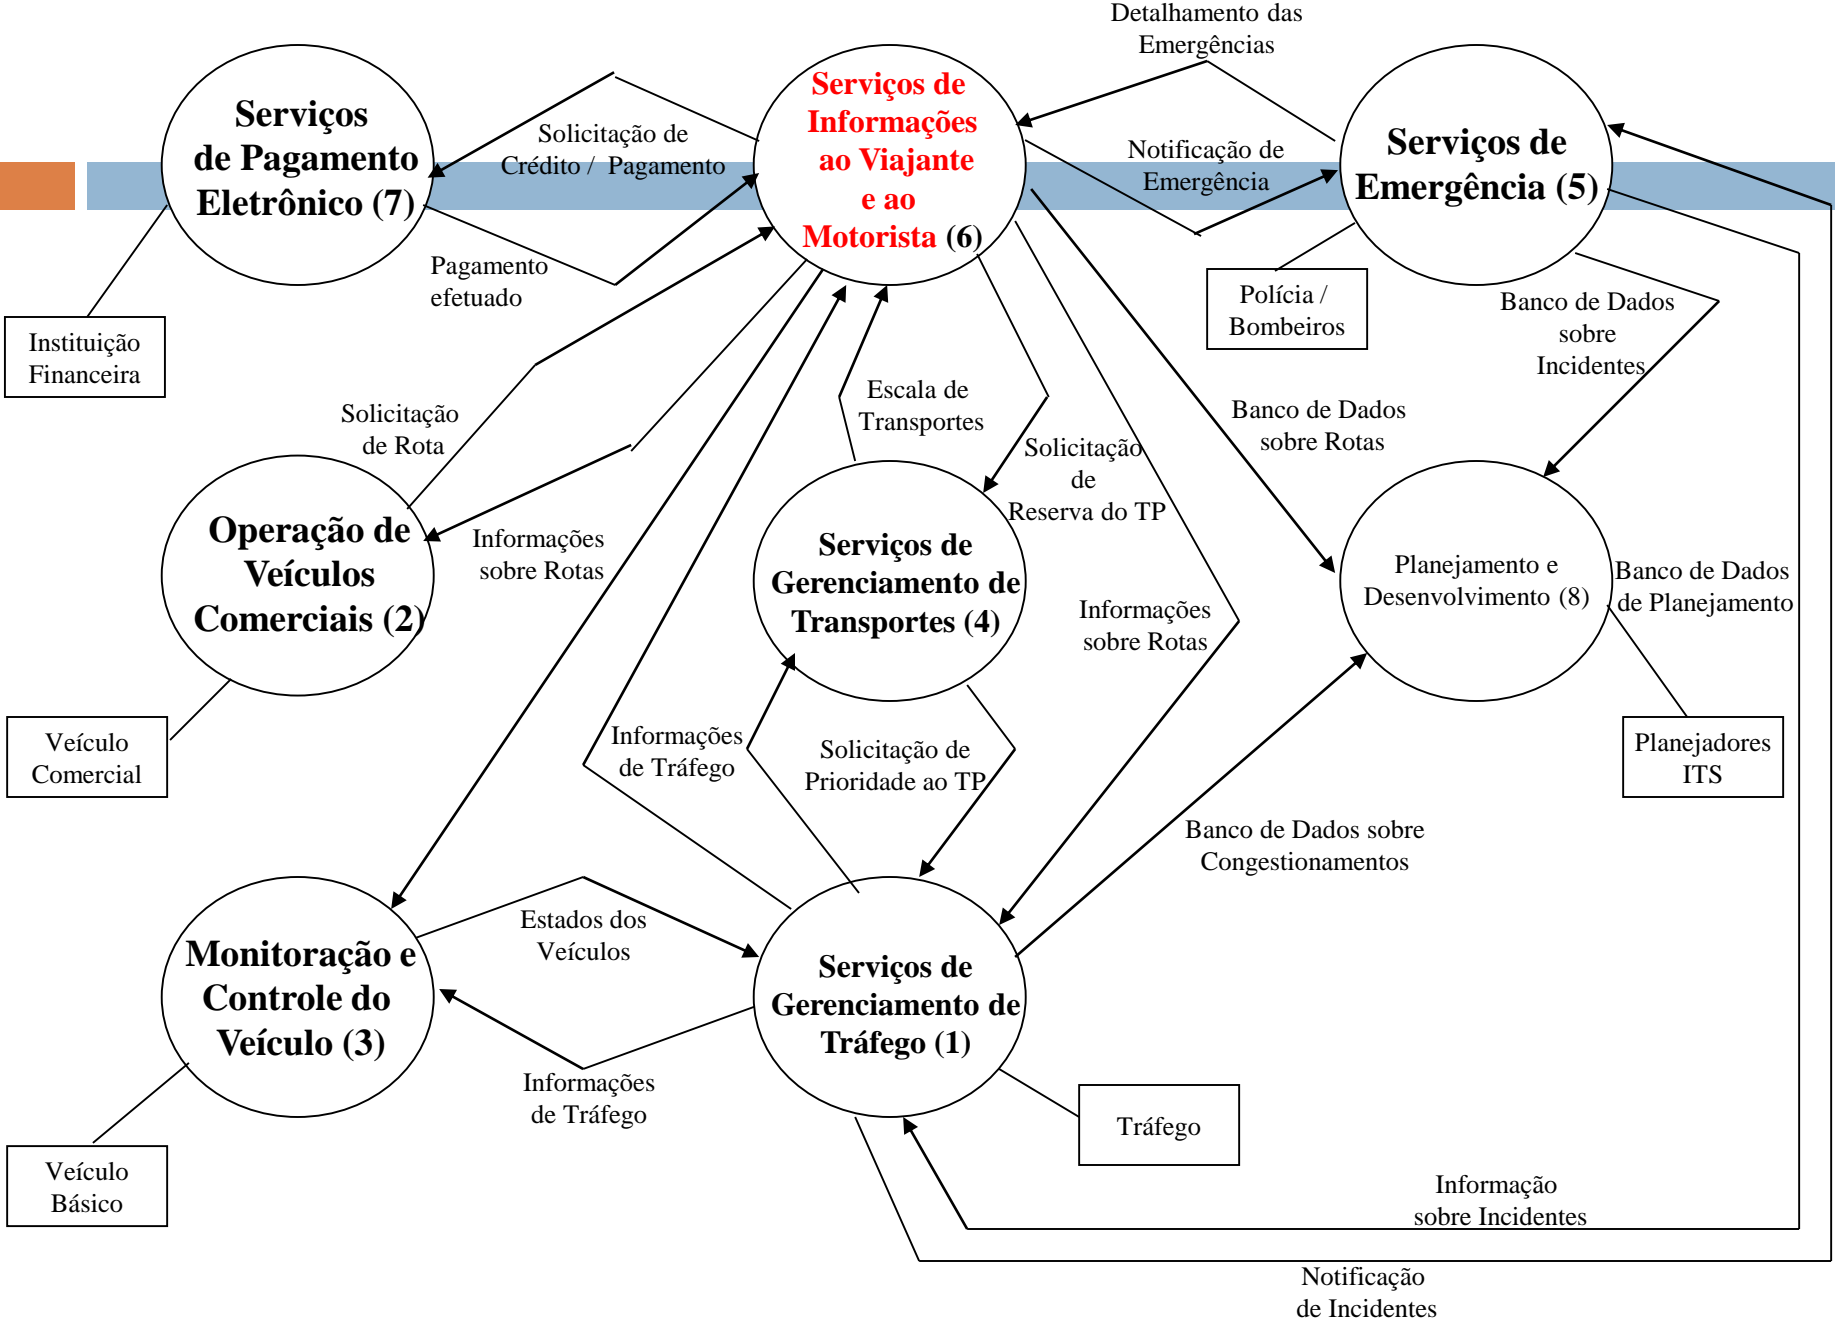 Detalhamento das
Emergências
Serviços
de Pagamento
Eletrônico (7)
Solicitação de
Crédito / Pagamento
Serviços de
Informações
ao Viajante
e ao
Motorista (6)
Notificação de
Emergência
Serviços de
Emergência (5)
Pagamento
efetuado
Polícia /
Bombeiros
Banco de Dados
sobre
Incidentes
Instituição
Financeira
Solicitação
de Rota
Escala de
Transportes
Solicitação
de
Reserva do TP
Banco de Dados
sobre Rotas
Operação de
Veículos
Comerciais (2)
Informações
sobre Rotas
Serviços de
Gerenciamento de
Transportes (4)
Informações
sobre Rotas
Planejamento e
Desenvolvimento (8)
Banco de Dados
de Planejamento
Veículo
Comercial
Informações
de Tráfego
Solicitação de
Prioridade ao TP
Planejadores
ITS
Banco de Dados sobre
Congestionamentos
Monitoração e
Controle do
Veículo (3)
Estados dos
Veículos
Serviços de
Gerenciamento de
Tráfego (1)
Informações
de Tráfego
Tráfego
Veículo
Básico
Informação
sobre Incidentes
Notificação
de Incidentes